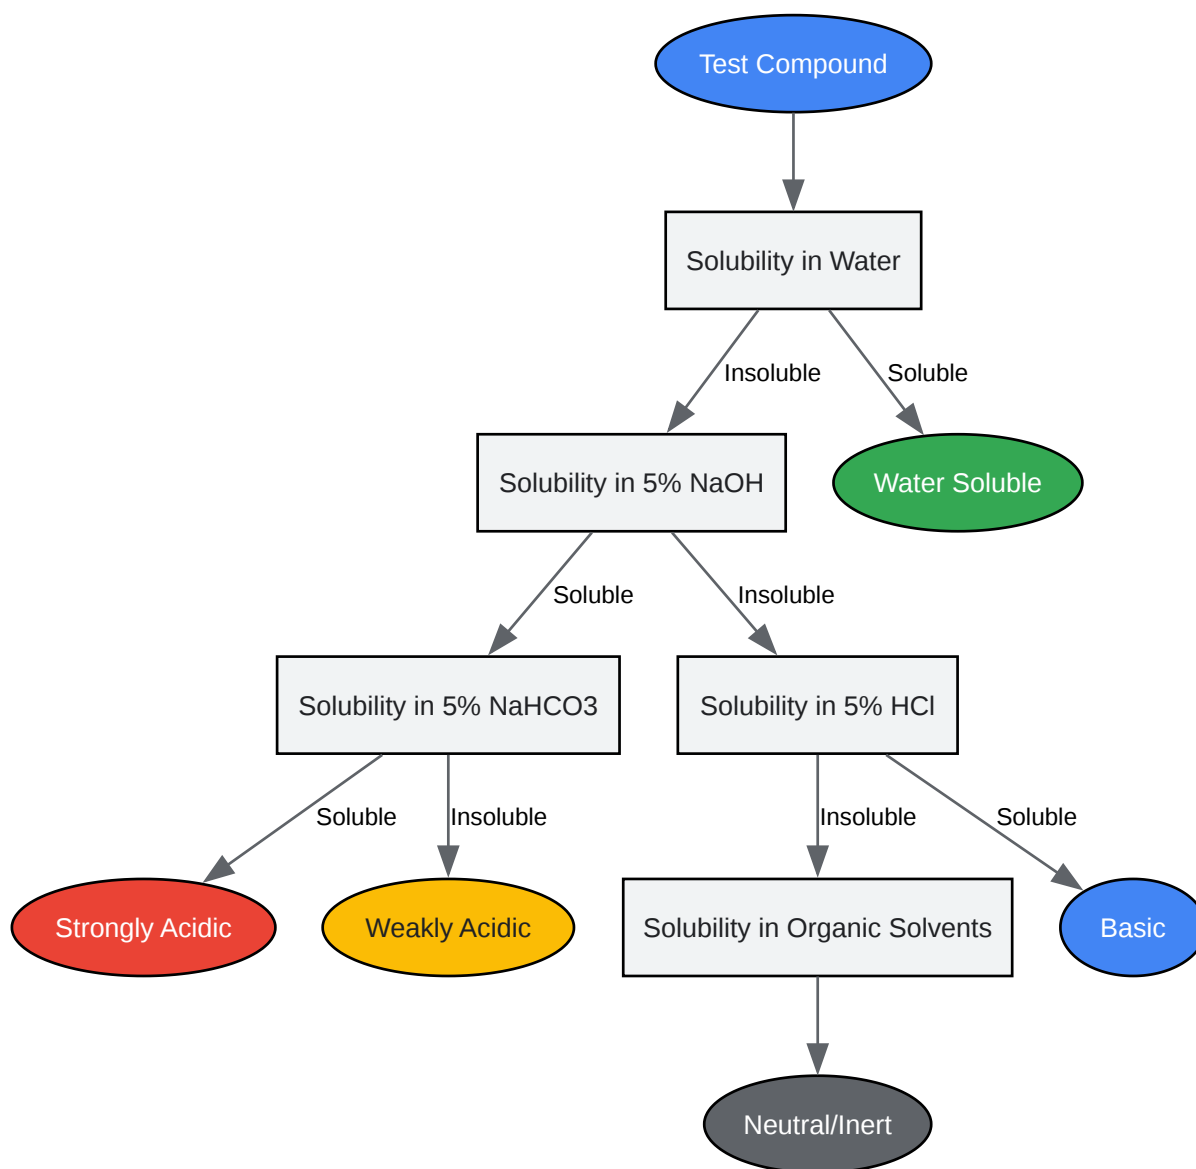 Test Compound
Solubility in Water
Insoluble
Soluble
Solubility in 5% NaOH
Water Soluble
Soluble
Insoluble
Solubility in 5% NaHCO3
Solubility in 5% HCl
Soluble
Insoluble
Insoluble
Soluble
Strongly Acidic
Weakly Acidic
Solubility in Organic Solvents
Basic
Neutral/Inert